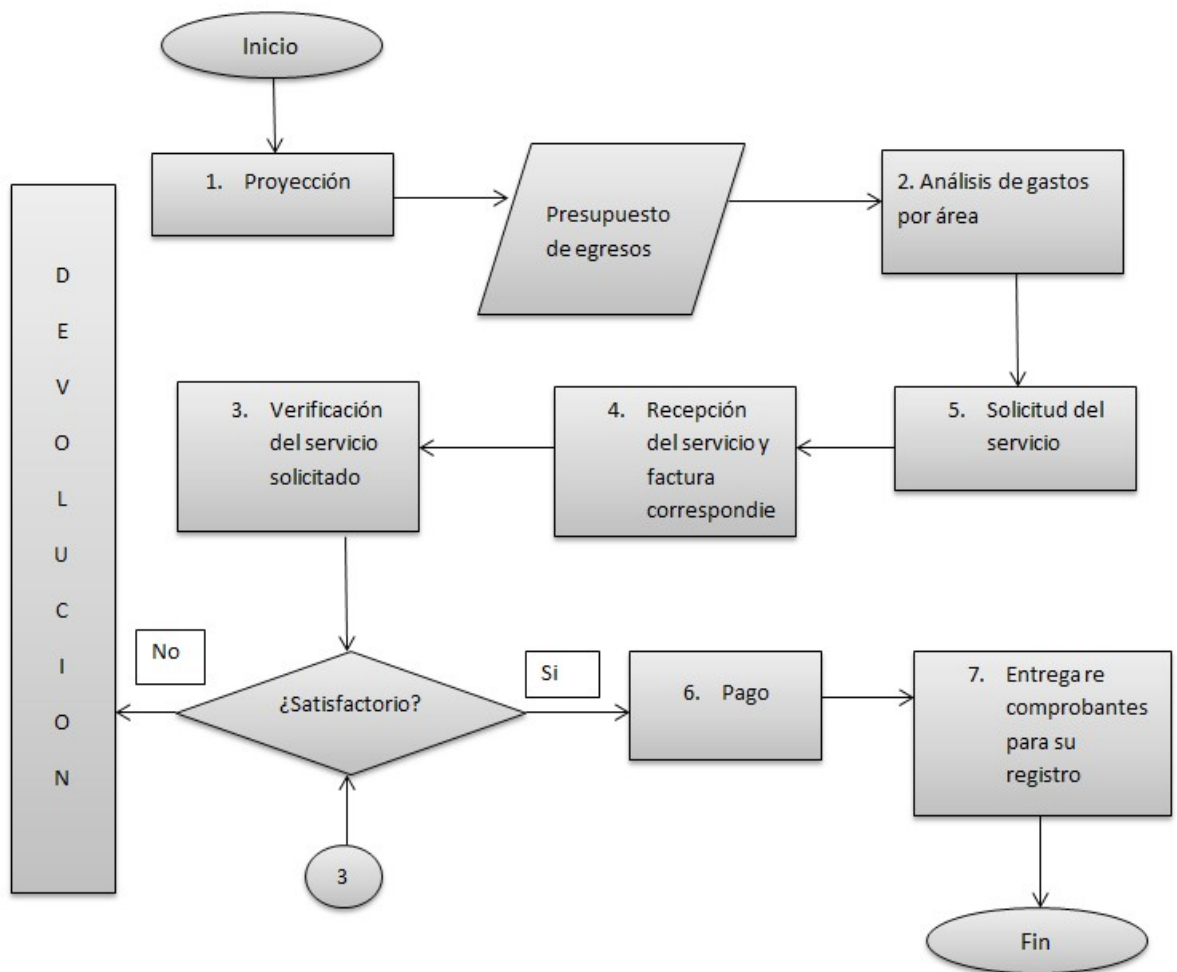 Inicio
1. Proyección
Presupuesto
de egresos
2. Análisis de gastos
por área
D
E
V
O
L
U
C
I
O
N
3. Verificación
del servicio
solicitado
4. Recepción
del servicio y
factura
correspondie
5. Solicitud del
servicio
No
¿Satisfactorio?
Si
6. Pago
7. Entrega re
comprobantes
para su
registro
3
Fin